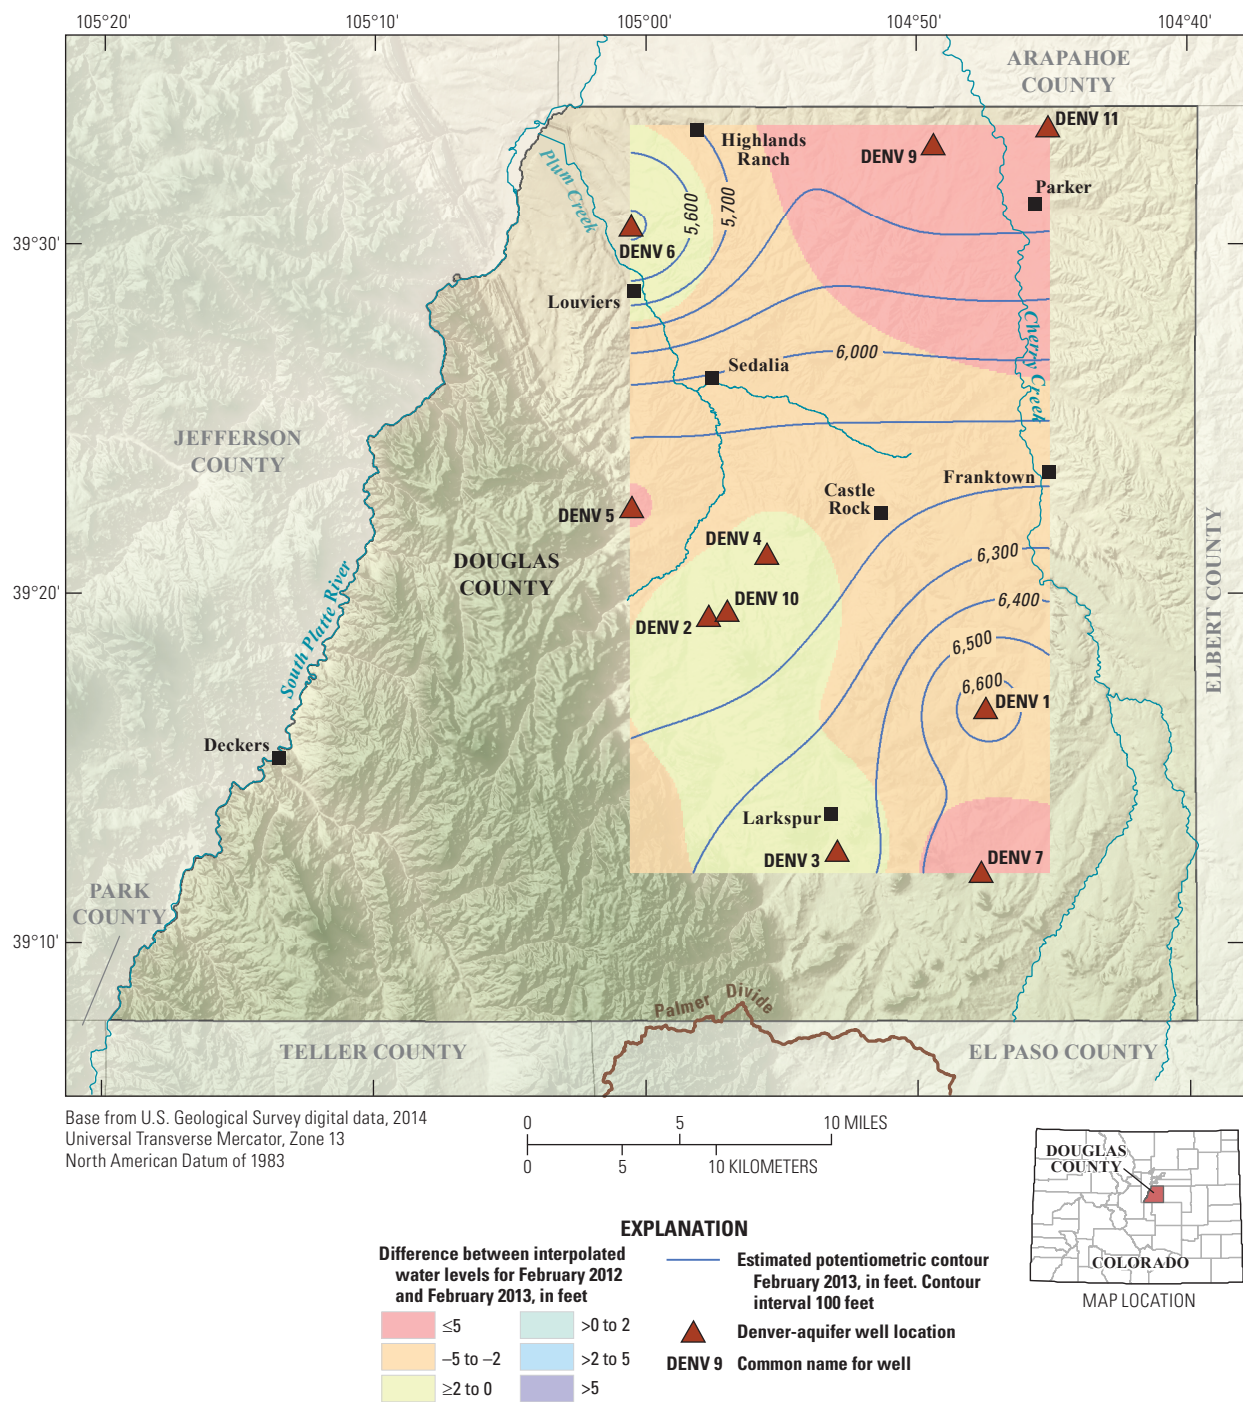 105°20'
105°10'
105°00'
104°50'
104°40'
ARAPAHOE
COUNTY
DENV 11
Highlands
Ranch
DENV 9
Plum Creek
Parker
5,600
5,700
39°30'
DENV 6
Louviers
Cherry Creek
6,000
Sedalia
JEFFERSON
COUNTY
Franktown
Castle
Rock
DENV 5
ELBERT COUNTY
DENV 4
6,300
DOUGLAS
COUNTY
39°20'
DENV 10
6,400
DENV 2
South Platte River
6,500
6,600
DENV 1
Deckers
Larkspur
DENV 3
DENV 7
PARK
COUNTY
39°10'
Palmer Divide
TELLER COUNTY
EL PASO COUNTY
Base from U.S. Geological Survey digital data, 2014
Universal Transverse Mercator, Zone 13
North American Datum of 1983
0 5 10 MILES
0 5 10 KILOMETERS
DOUGLAS
COUNTY
COLORADO
MAP LOCATION
EXPLANATION
Difference between interpolated
water levels for February 2012
and February 2013, in feet
≤5
–5 to –2
≥2 to 0
>0 to 2
>2 to 5
>5
Estimated potentiometric contour
February 2013, in feet. Contour
interval 100 feet
Denver-aquifer well location
DENV 9 Common name for well